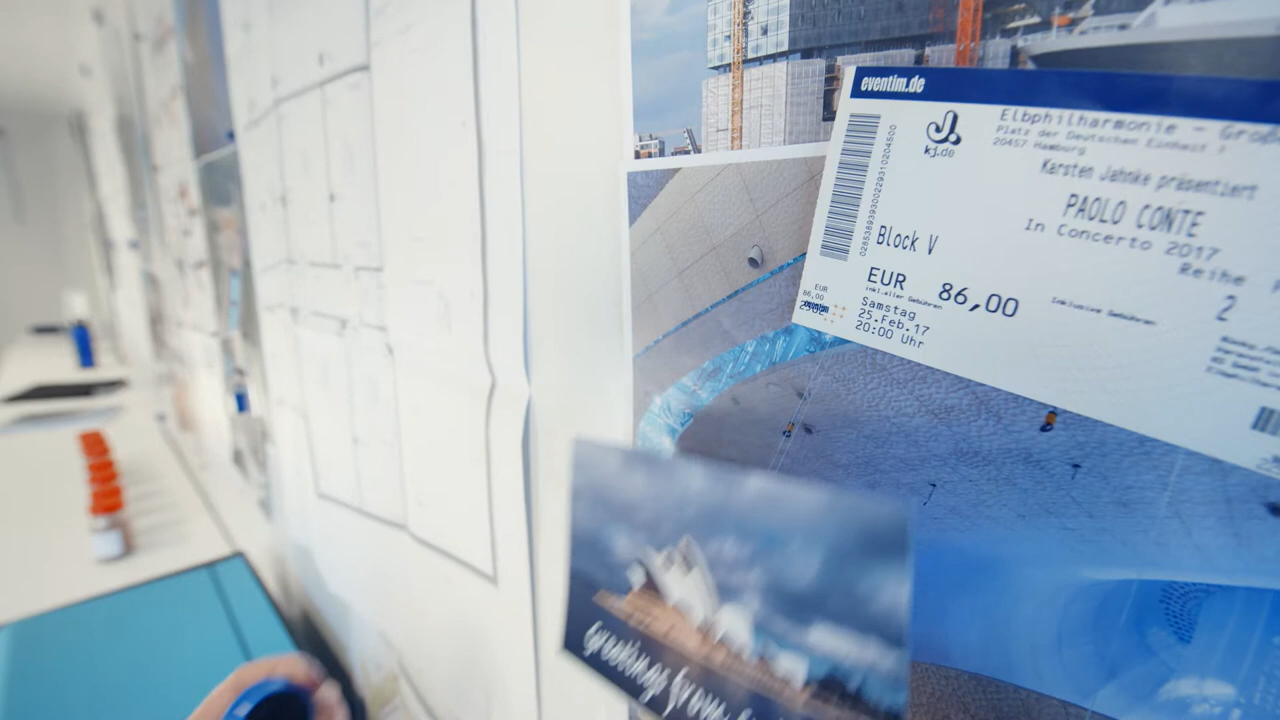 eventim.de
Elbphilharmonie - Groß
Platz der Deutschen Einheit
20457 Hamburg
kj.de
Karsten Jahnke präsentiert
PAOLO CONTE
In Concerto 2017
Block V
Reihe
2
EUR 86,00
inkl. aller Gebühren
Inklusive Gebühren
Samstag
25.Feb.17
20:00 Uhr
EUR
86,00
eventim
Greetings from